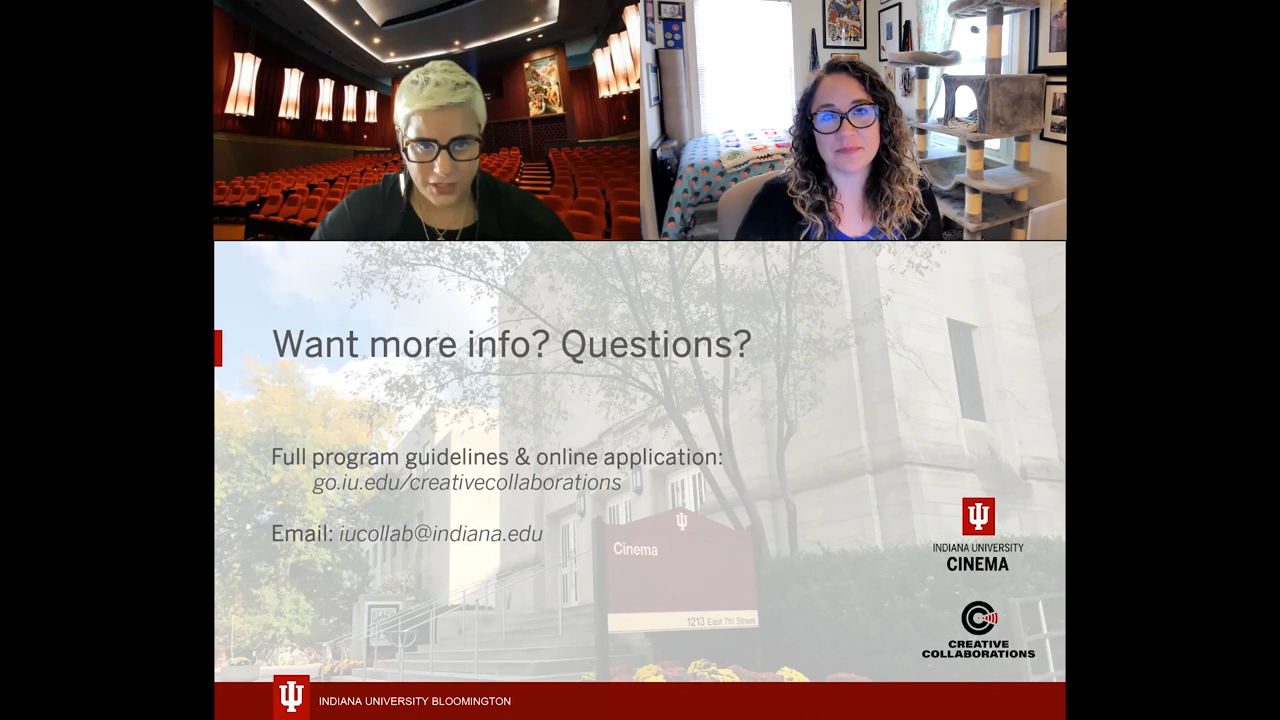 Want more info? Questions?
Full program guidelines & online application:
go.iu.edu/creativecollaborations
Email: iucollab@indiana.edu
Cinema
1213 East 7th Street
INDIANA UNIVERSITY
CINEMA
CREATIVE
COLLABORATIONS
INDIANA UNIVERSITY BLOOMINGTON